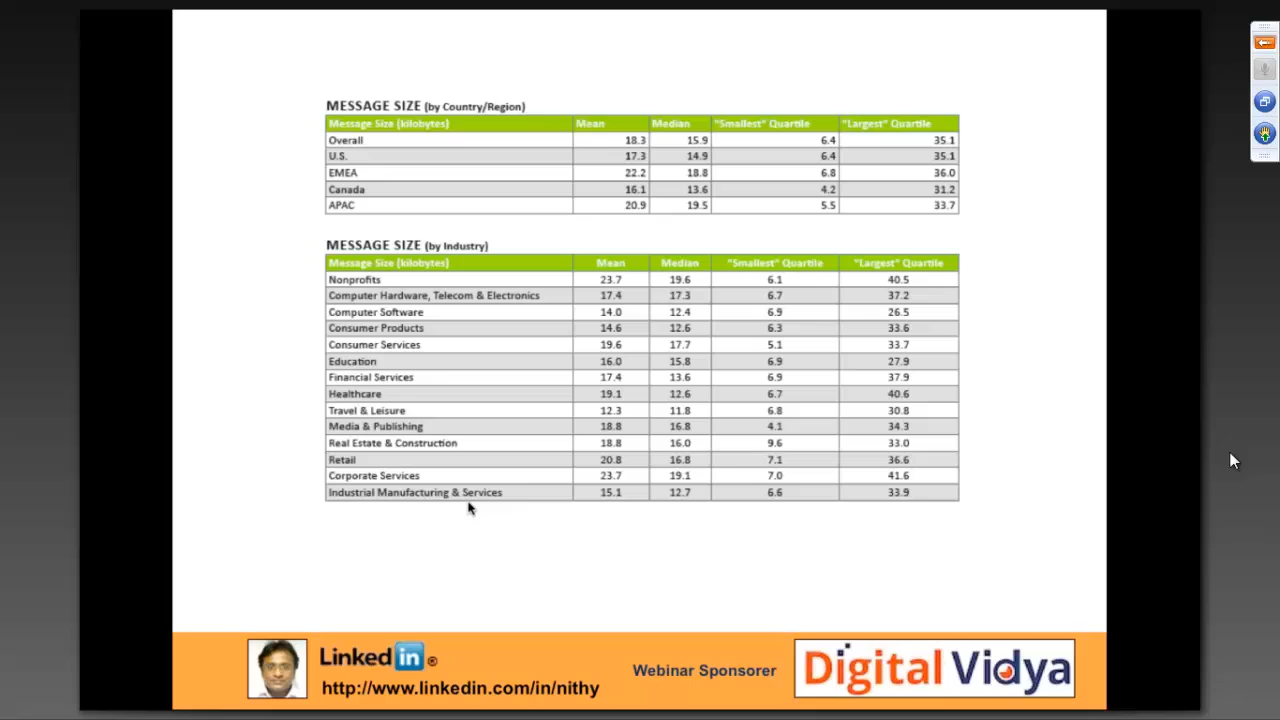 MESSAGE SIZE (by Country/Region)
Message Size (kilobytes) Mean Median "Smallest" Quartile "Largest" Quartile
Overall 18.3 15.9 6.4 35.1
U.S. 17.3 14.9 6.4 35.1
EMEA 22.2 18.8 6.8 36.0
Canada 16.1 13.6 4.2 31.2
APAC 20.9 19.5 5.5 33.7
MESSAGE SIZE (by Industry)
Message Size (kilobytes) Mean Median "Smallest" Quartile "Largest" Quartile
Nonprofits 23.7 19.6 6.1 40.5
Computer Hardware, Telecom & Electronics 17.4 17.3 6.7 37.2
Computer Software 14.0 12.4 6.9 26.5
Consumer Products 14.6 12.6 6.3 33.6
Consumer Services 19.6 17.7 5.1 33.7
Education 16.0 15.8 6.9 27.9
Financial Services 17.4 13.6 6.9 37.9
Healthcare 19.1 12.6 6.7 40.6
Travel & Leisure 12.3 11.8 6.8 30.8
Media & Publishing 18.8 16.8 4.1 34.3
Real Estate & Construction 18.8 16.0 9.6 33.0
Retail 20.8 16.8 7.1 36.6
Corporate Services 23.7 19.1 7.0 41.6
Industrial Manufacturing & Services 15.1 12.7 6.6 33.9
Linked in ®
http://www.linkedin.com/in/nithy
Webinar Sponsorer
Digital Vidya